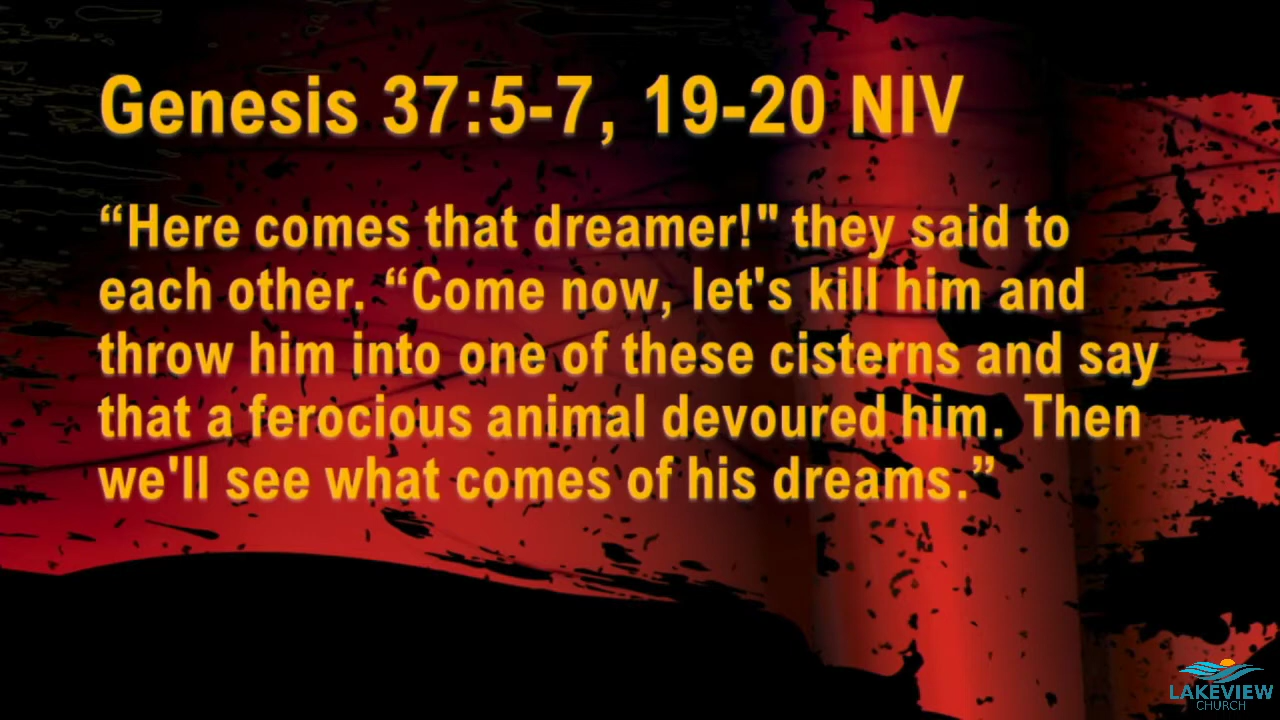 Genesis 37:5-7, 19-20 NIV
“Here comes that dreamer!" they said to
each other. “Come now, let's kill him and
throw him into one of these cisterns and say
that a ferocious animal devoured him. Then
we'll see what comes of his dreams.”
LAKEVIEW
CHURCH